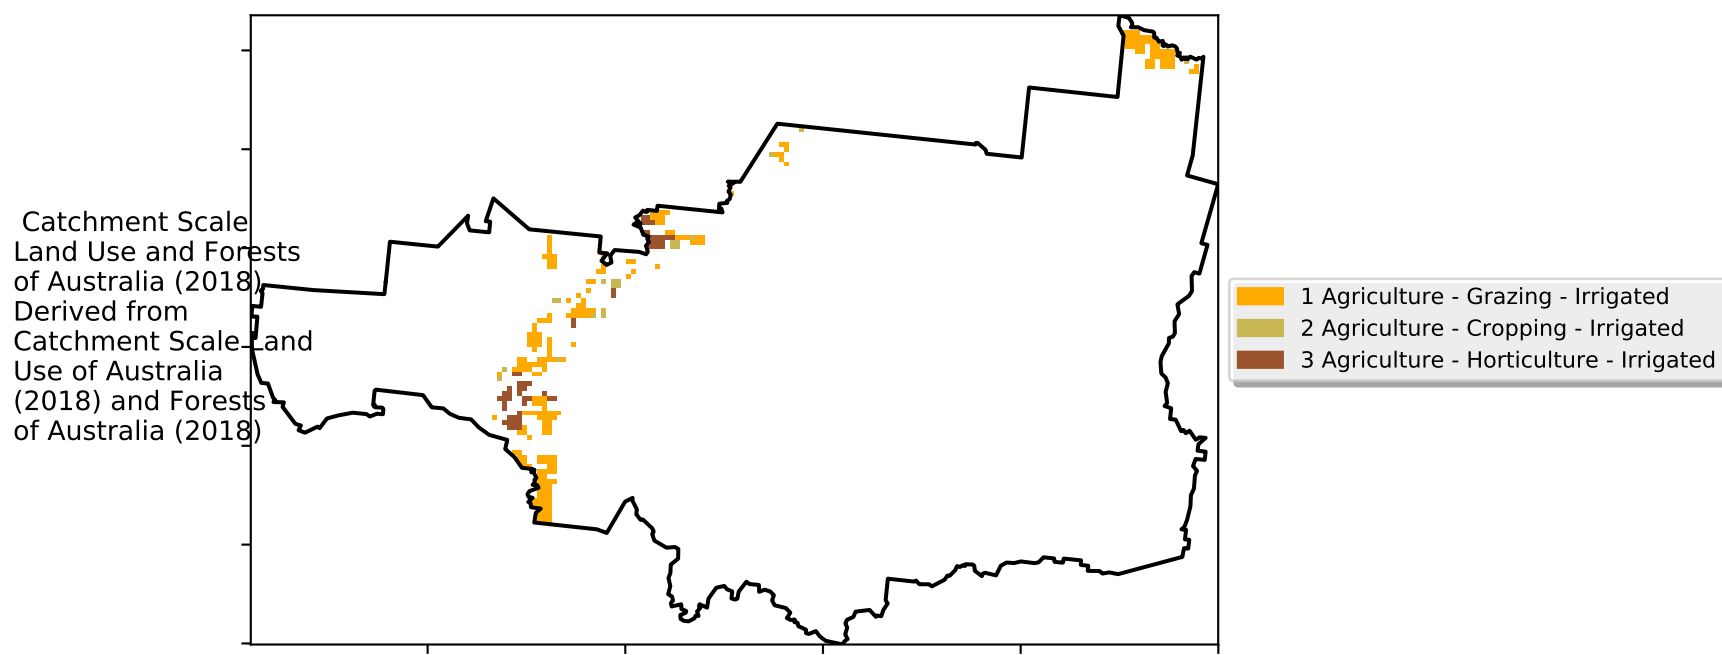 Catchment Scale
Land Use and Forests
of Australia (2018)
Derived from
Catchment Scale Land
Use of Australia
(2018) and Forests
of Australia (2018)
1 Agriculture - Grazing - Irrigated
2 Agriculture - Cropping - Irrigated
3 Agriculture - Horticulture - Irrigated